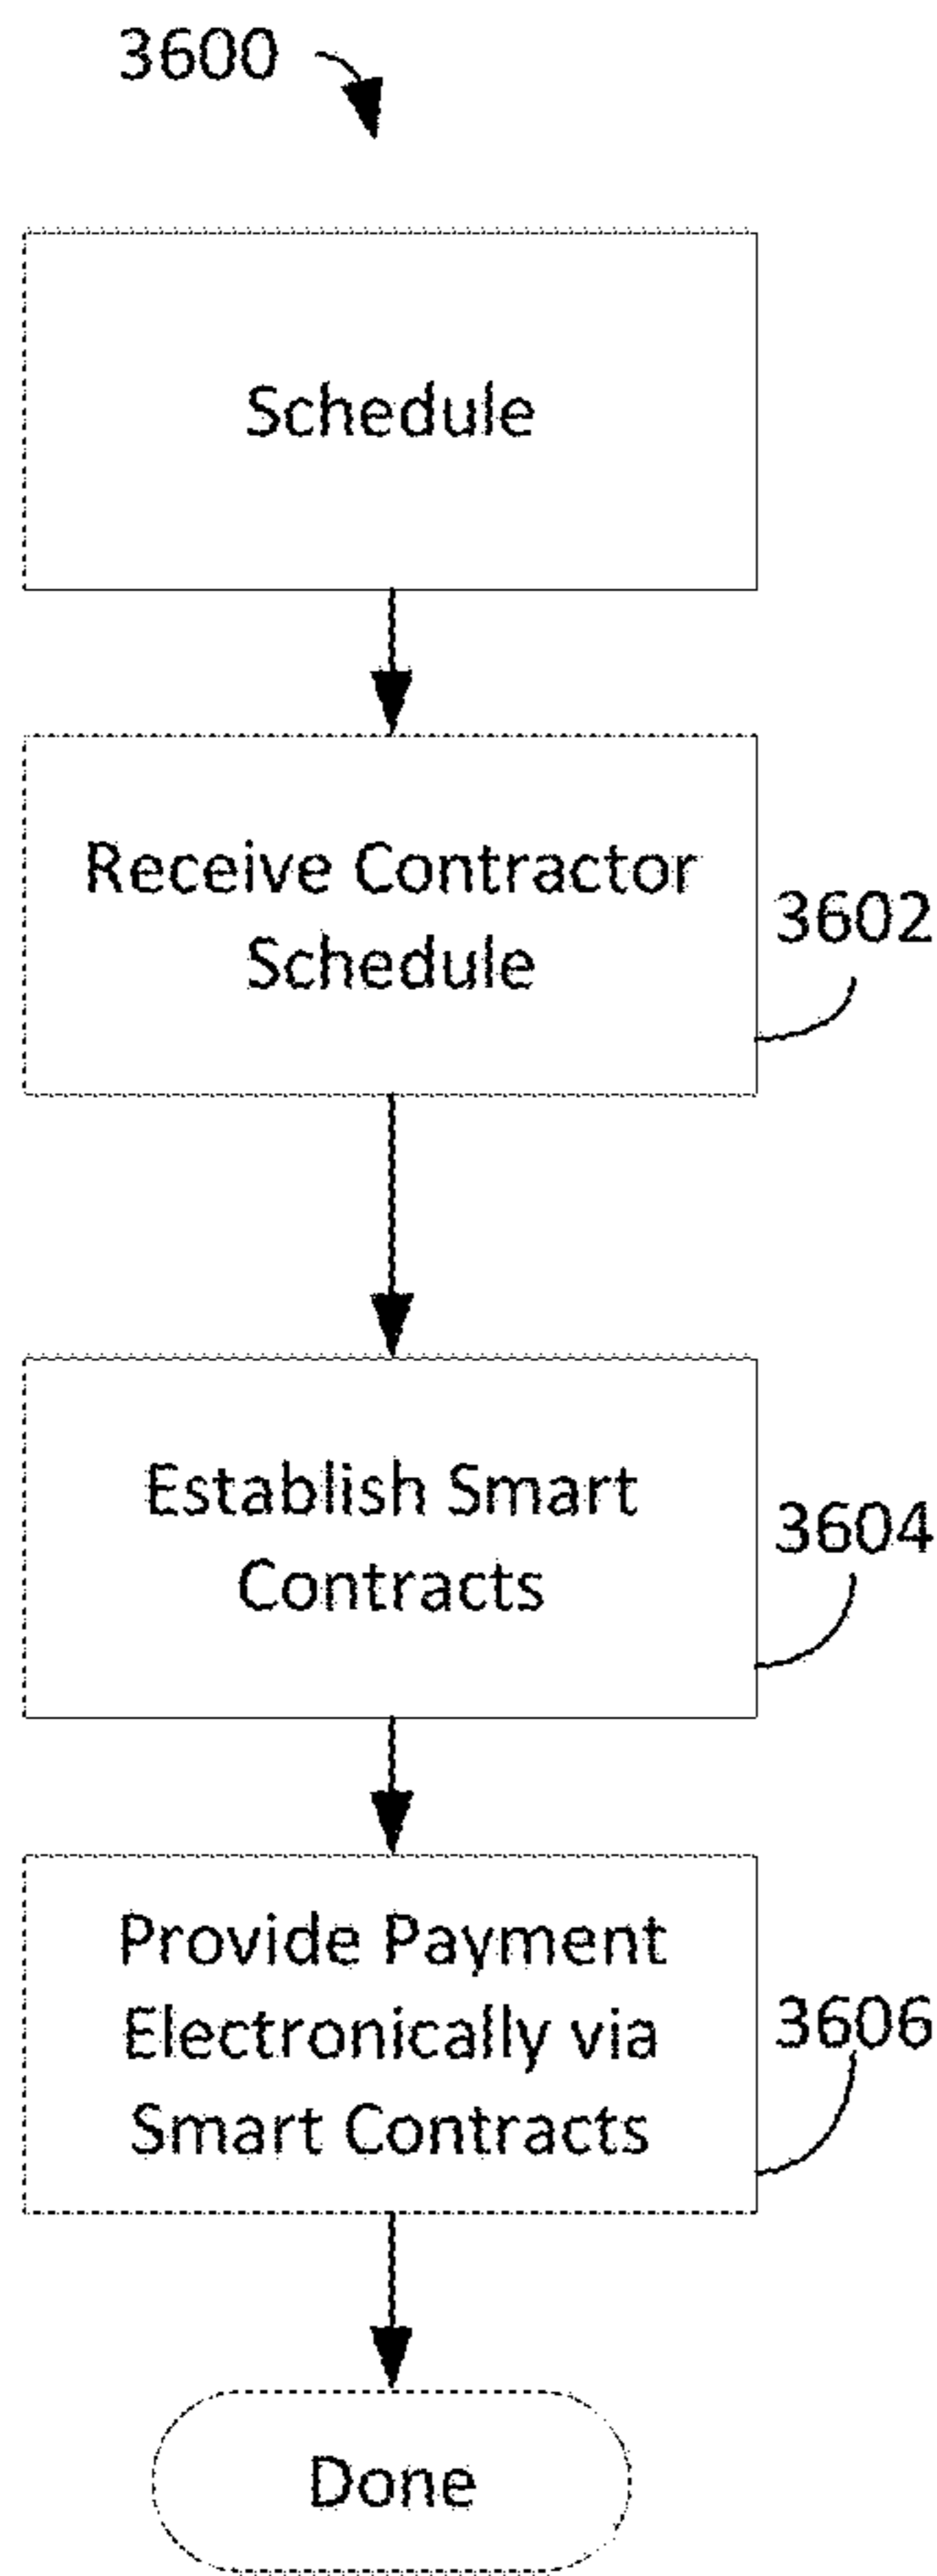 3600
Schedule
Receive Contractor
Schedule
3602
Establish Smart
Contracts
3604
Provide Payment
Electronically via
Smart Contracts
3606
Done